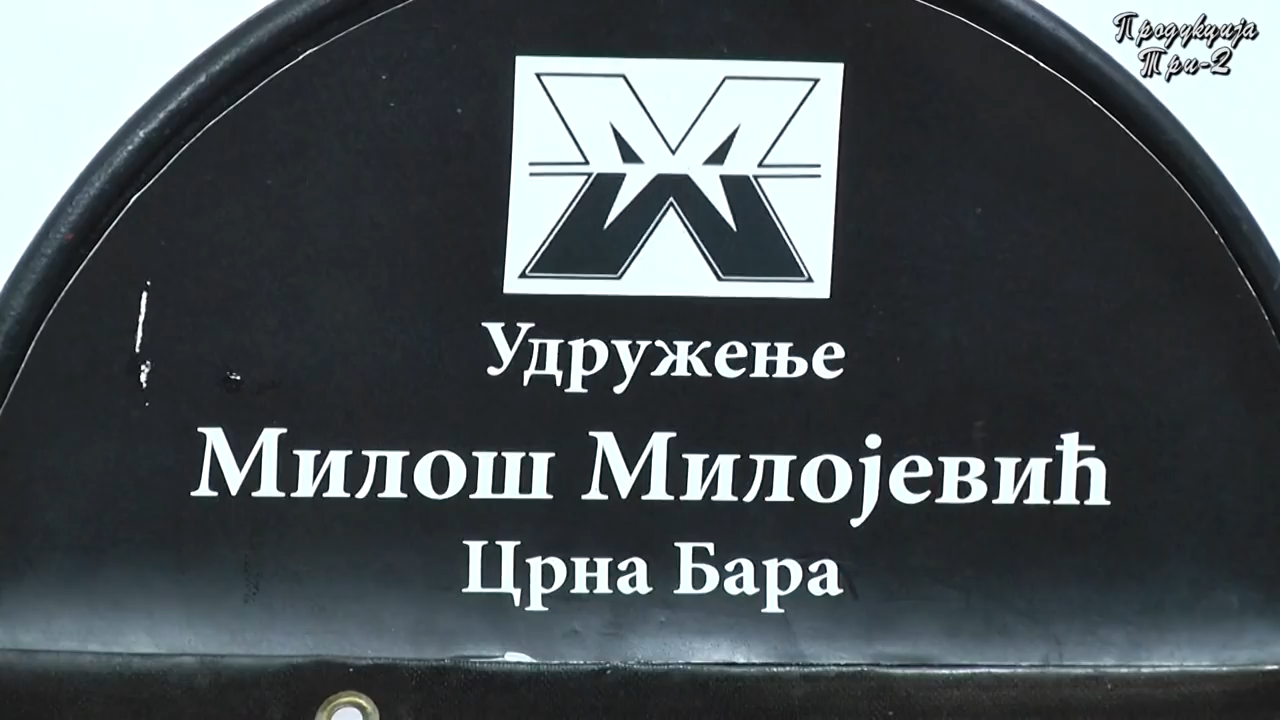 Продукција
Три-2
Удружење
Милош Милојевић
Црна Бара